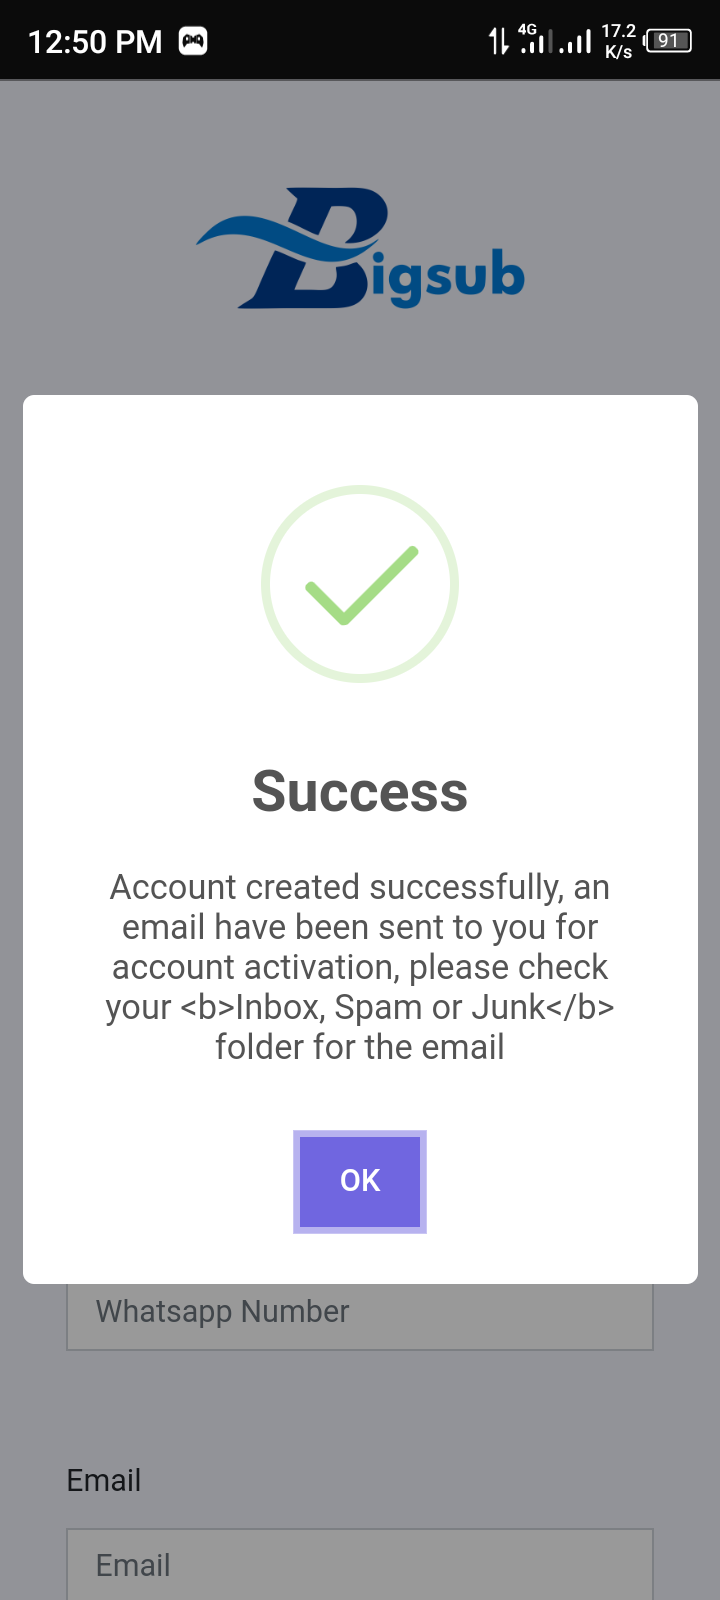 12:50 PM
4G
17.2
K/s
91
Bigsub
Success
Account created successfully, an
email have been sent to you for
account activation, please check
your <b>Inbox, Spam or Junk</b>
folder for the email
OK
Whatsapp Number
Email
Email